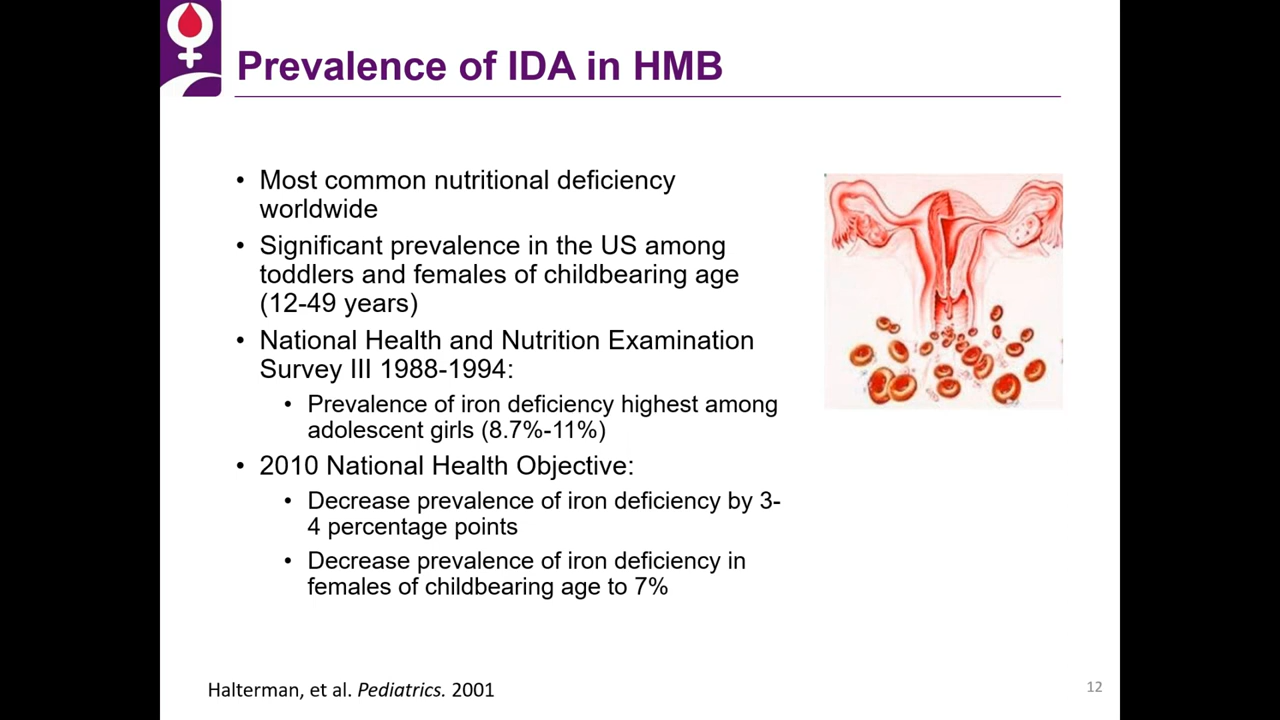 Prevalence of IDA in HMB
• Most common nutritional deficiency
worldwide
• Significant prevalence in the US among
toddlers and females of childbearing age
(12-49 years)
• National Health and Nutrition Examination
Survey III 1988-1994:
• Prevalence of iron deficiency highest among
adolescent girls (8.7%-11%)
• 2010 National Health Objective:
• Decrease prevalence of iron deficiency by 3-
4 percentage points
• Decrease prevalence of iron deficiency in
females of childbearing age to 7%
Halterman, et al. Pediatrics. 2001
12